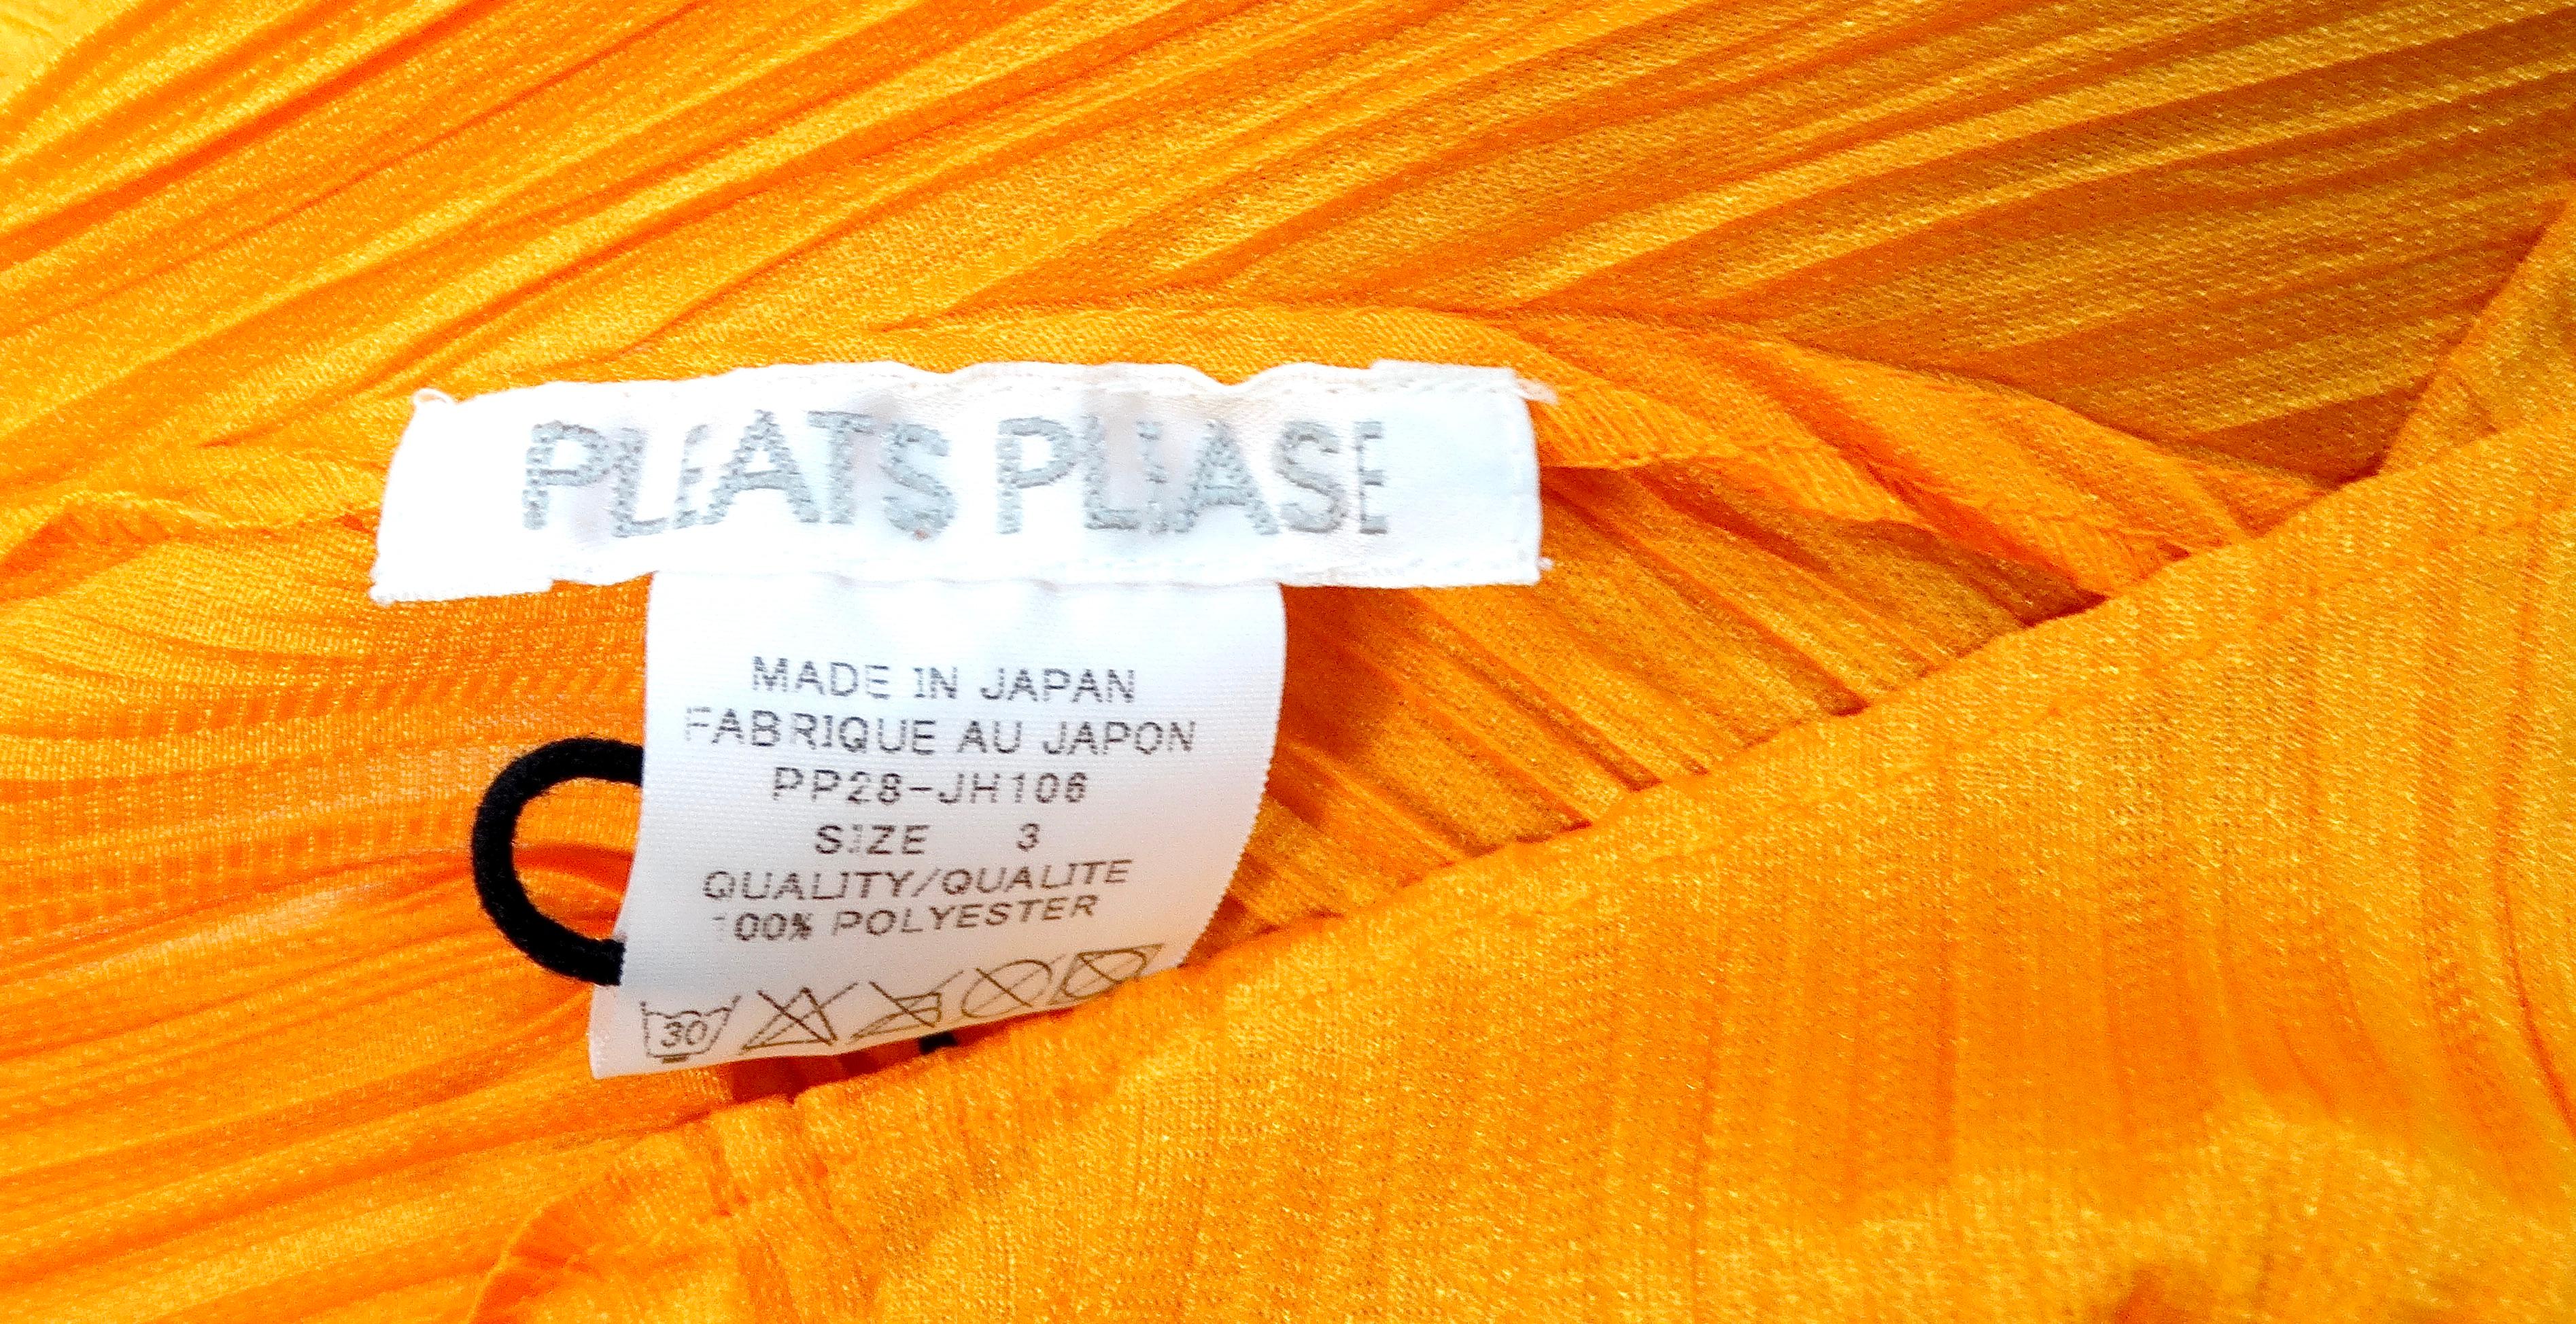 PLEATS PLEASE
MADE IN JAPAN
FABRIQUE AU JAPON
PP28-JH106
SIZE 3
QUALITY/QUALITE
100% POLYESTER
30